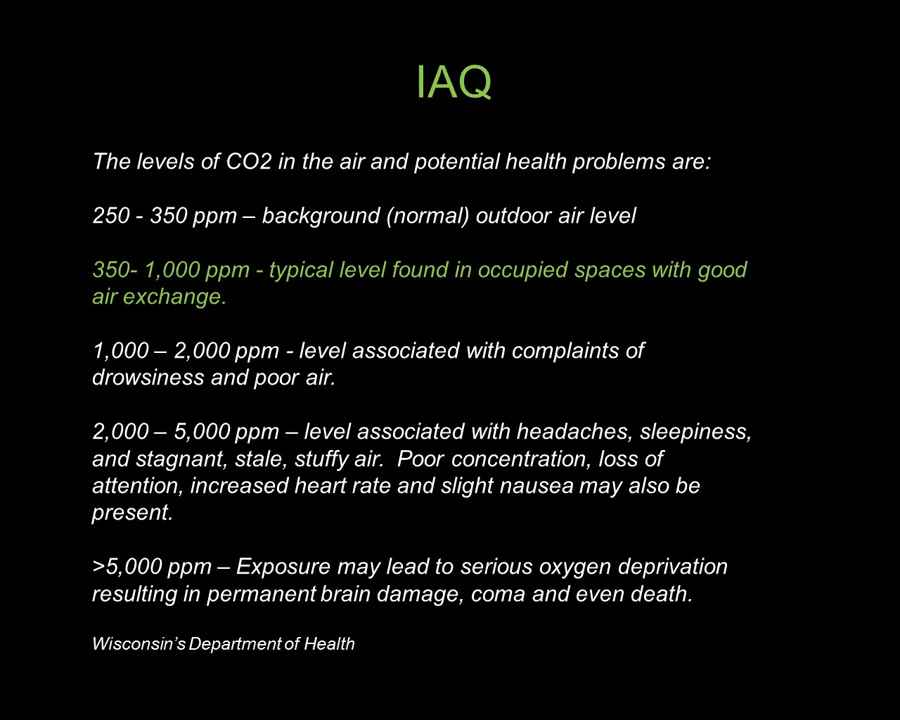 IAQ
The levels of CO2 in the air and potential health problems are:
250 - 350 ppm – background (normal) outdoor air level
350- 1,000 ppm - typical level found in occupied spaces with good
air exchange.
1,000 – 2,000 ppm - level associated with complaints of
drowsiness and poor air.
2,000 – 5,000 ppm – level associated with headaches, sleepiness,
and stagnant, stale, stuffy air.  Poor concentration, loss of
attention, increased heart rate and slight nausea may also be
present.
>5,000 ppm – Exposure may lead to serious oxygen deprivation
resulting in permanent brain damage, coma and even death.
Wisconsin’s Department of Health